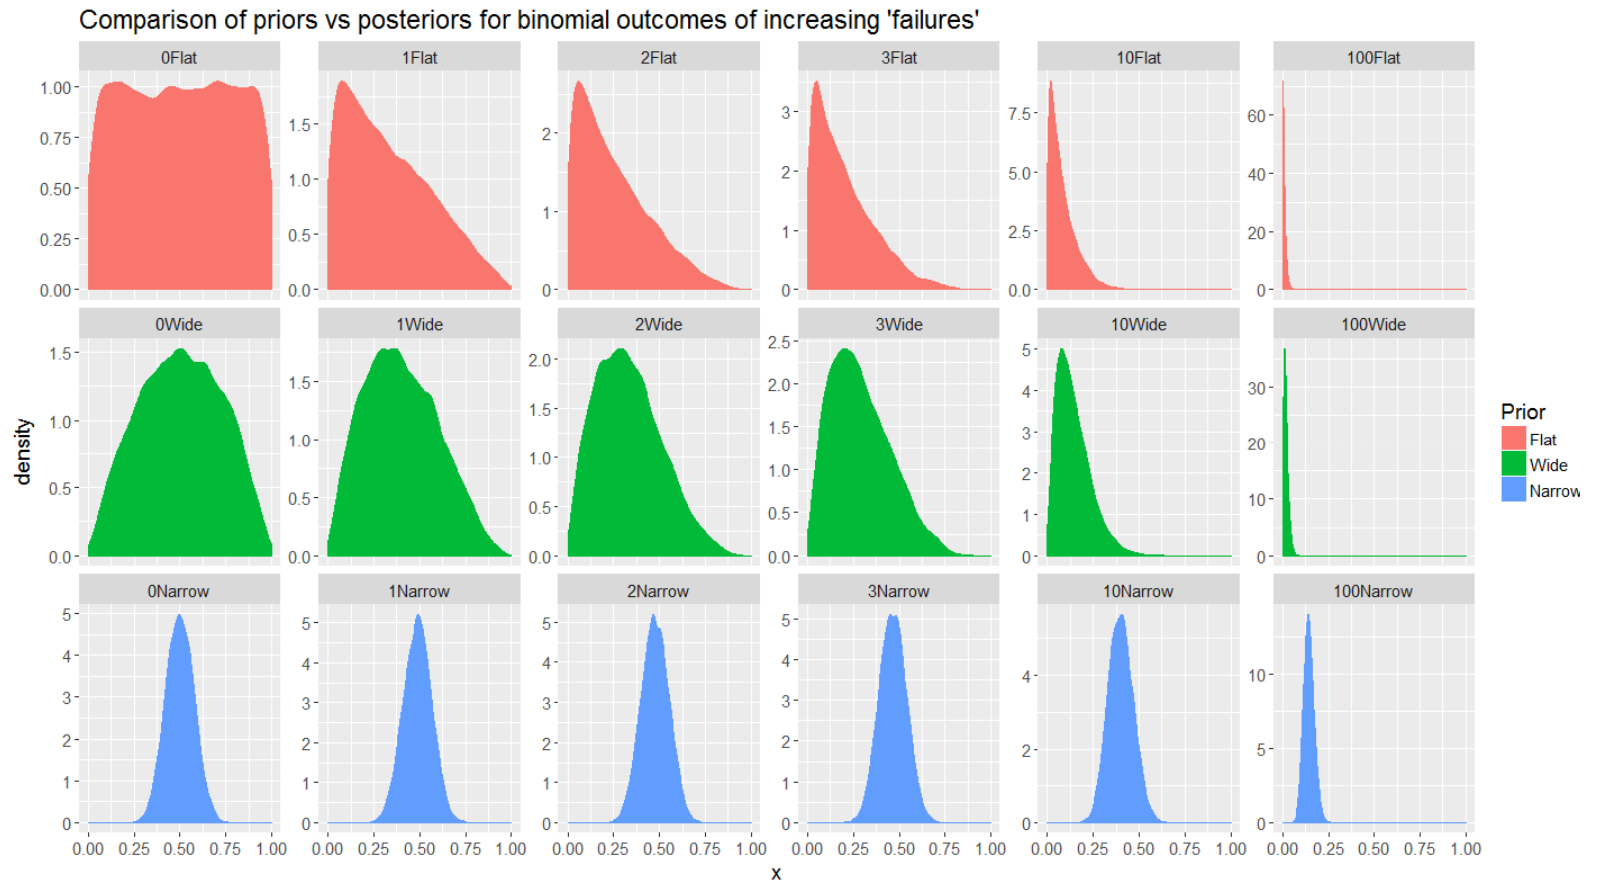 Comparison of priors vs posteriors for binomial outcomes of increasing 'failures'
0Flat 1Flat 2Flat 3Flat 10Flat 100Flat
1.00 0.75 0.50 0.25 0.00
1.5 1.0 0.5 0.0
2 1 0
3 2 1 0
7.5 5.0 2.5 0.0
60 40 20 0
0Wide 1Wide 2Wide 3Wide 10Wide 100Wide
1.5 1.0 0.5 0.0
1.5 1.0 0.5 0.0
2.0 1.5 1.0 0.5 0.0
2.5 2.0 1.5 1.0 0.5 0.0
5 4 3 2 1 0
30 20 10 0
0Narrow 1Narrow 2Narrow 3Narrow 10Narrow 100Narrow
5 4 3 2 1 0
5 4 3 2 1 0
5 4 3 2 1 0
5 4 3 2 1 0
4 2 0
10 5 0
0.00 0.25 0.50 0.75 1.00
0.00 0.25 0.50 0.75 1.00
0.00 0.25 0.50 0.75 1.00
0.00 0.25 0.50 0.75 1.00
0.00 0.25 0.50 0.75 1.00
0.00 0.25 0.50 0.75 1.00
x
density
Prior
Flat
Wide
Narrow